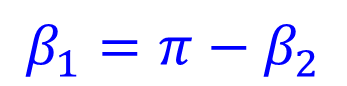 β₁ = π − β₂